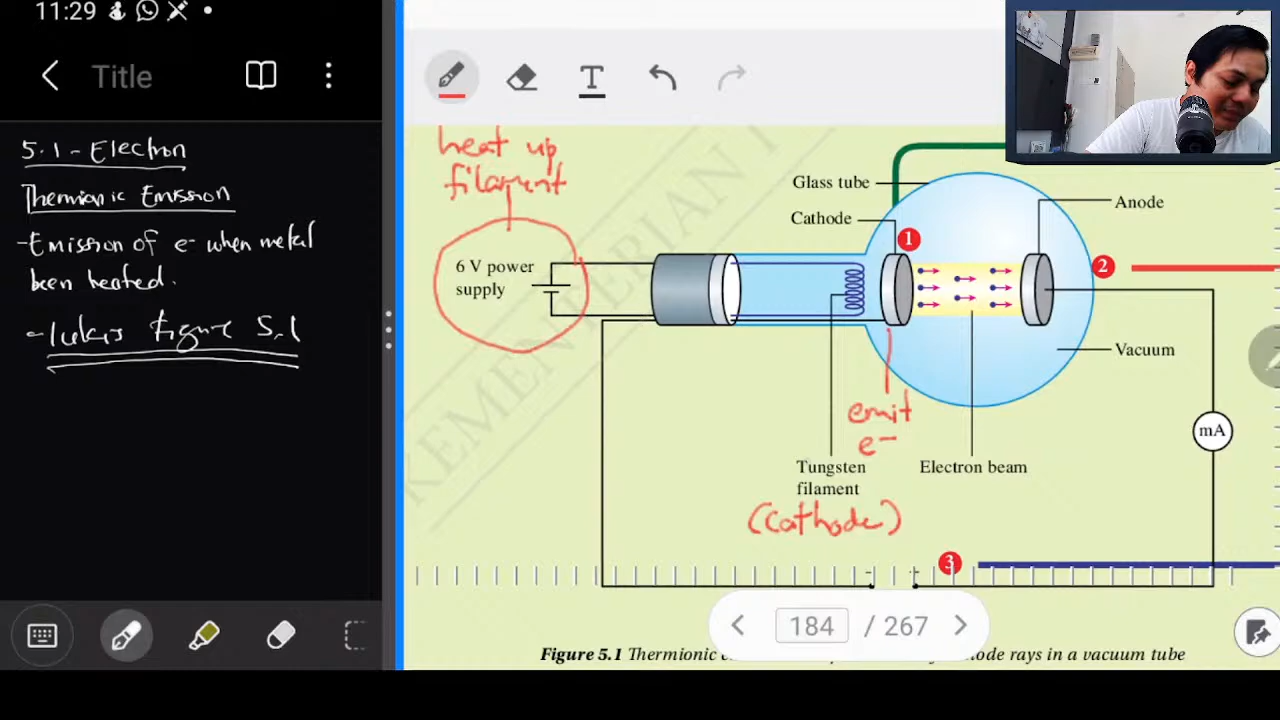 11:29
Title
5.1 - Electron
Thermionic Emission
- Emission of e- when metal
been heated.
- lukis figure 5.1
heat up
filament
6 V power
supply
Glass tube
Cathode
1
Anode
2
Vacuum
emit
e-
mA
Tungsten
filament
Electron beam
(Cathode)
3
KEMENTERIAN
184 / 267
Figure 5.1 Thermionic ode rays in a vacuum tube